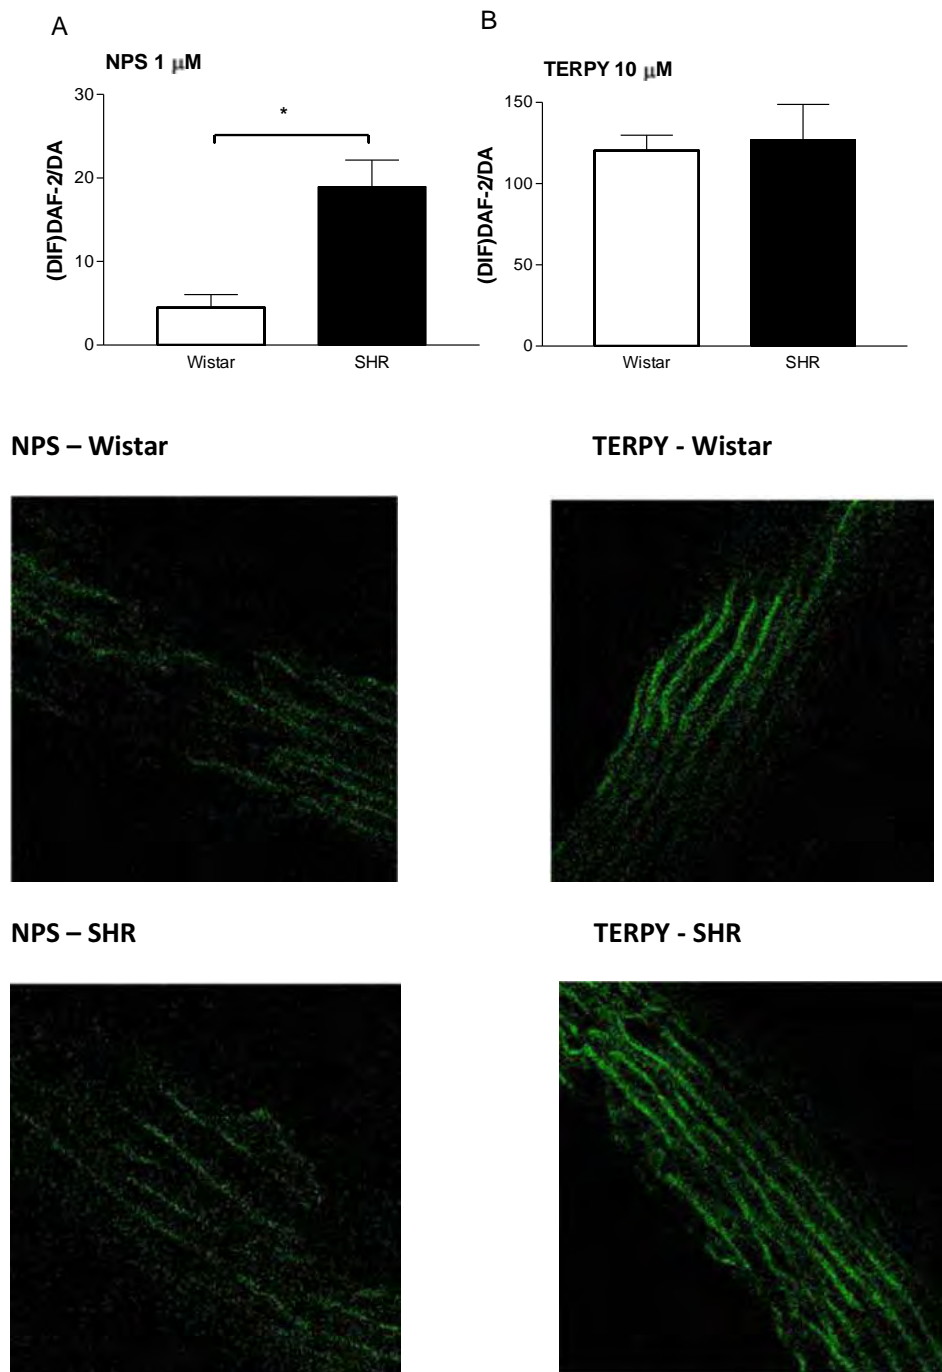 A
NPS 1 μM
(DIF)DAF-2/DA
30
20
10
0
*
Wistar
SHR
B
TERPY 10 μM
(DIF)DAF-2/DA
150
100
50
0
Wistar
SHR
NPS – Wistar
TERPY - Wistar
NPS – SHR
TERPY - SHR